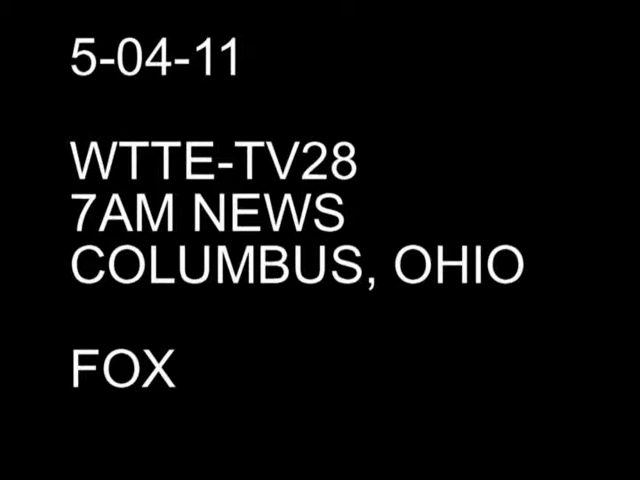 5-04-11
WTTE-TV28
7AM NEWS
COLUMBUS, OHIO
FOX